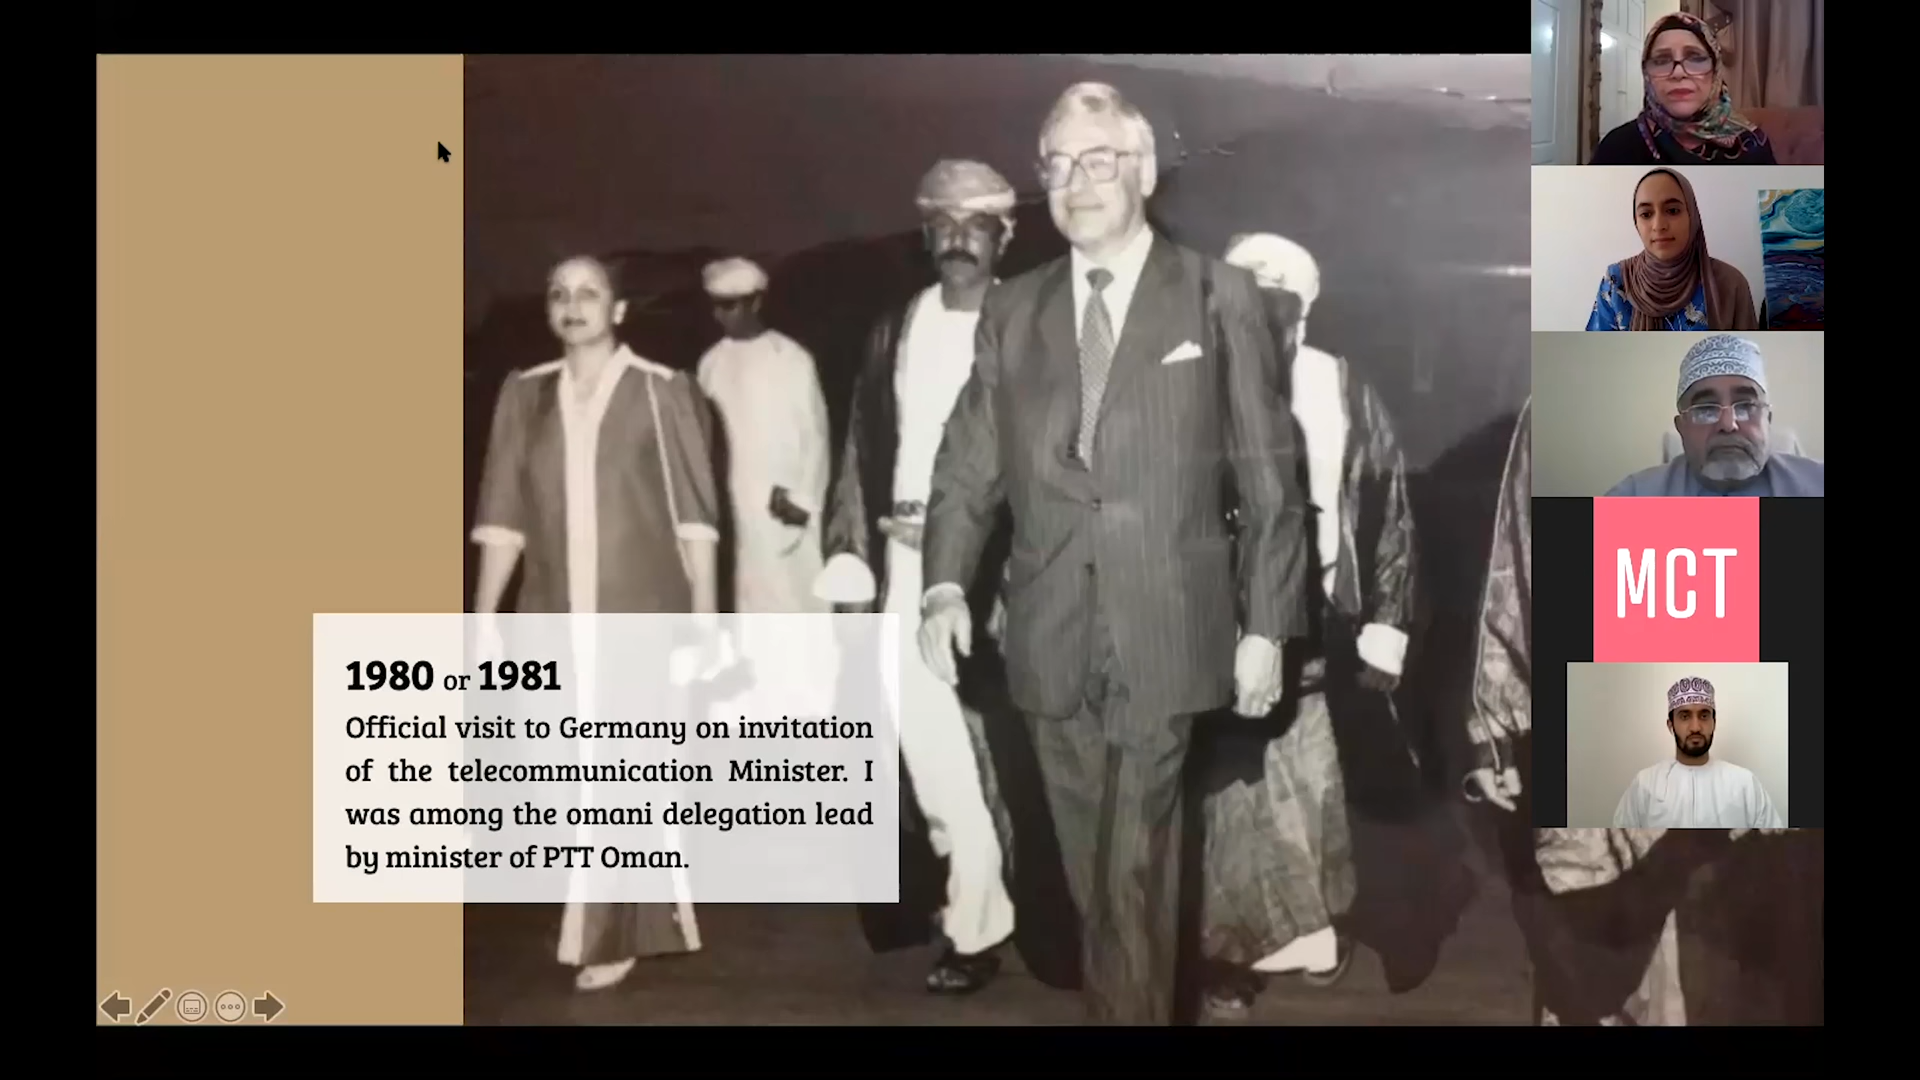 1980 or 1981
Official visit to Germany on invitation
of the telecommunication Minister. I
was among the omani delegation lead
by minister of PTT Oman.
MCT